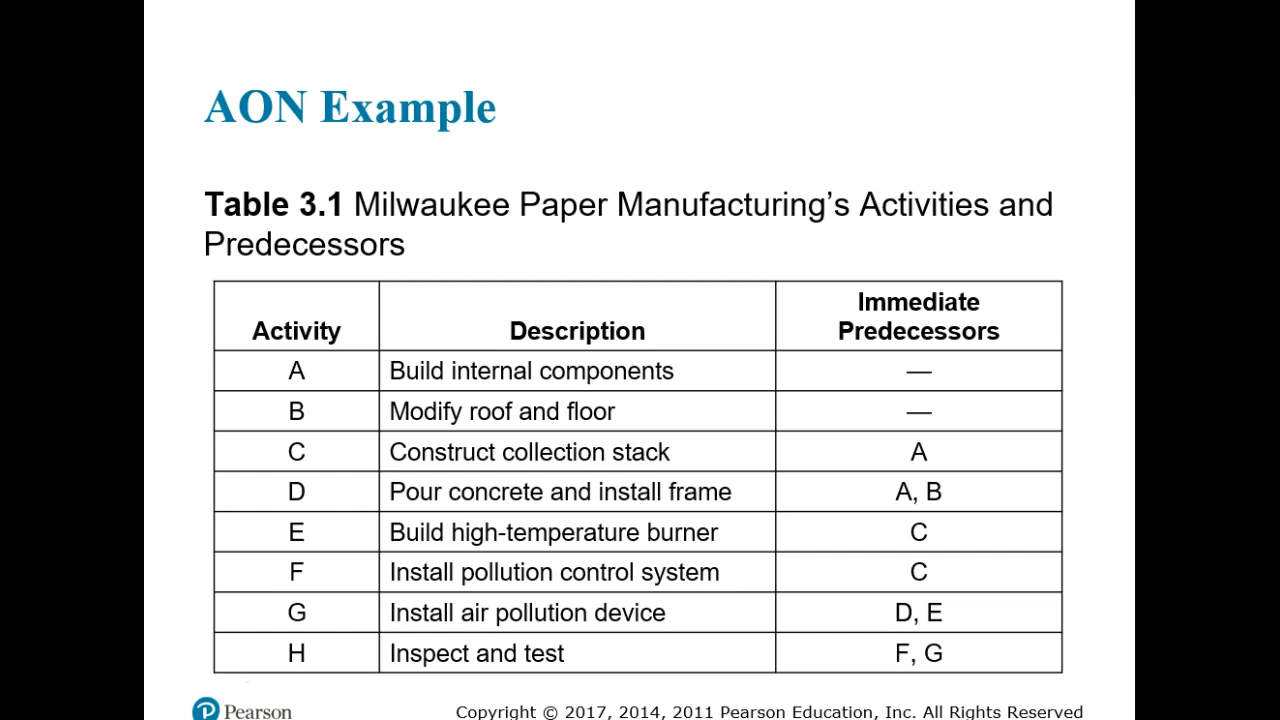 AON Example
Table 3.1 Milwaukee Paper Manufacturing’s Activities and
Predecessors
Activity Description Immediate Predecessors
A Build internal components —
B Modify roof and floor —
C Construct collection stack A
D Pour concrete and install frame A, B
E Build high-temperature burner C
F Install pollution control system C
G Install air pollution device D, E
H Inspect and test F, G
P Pearson Copyright © 2017, 2014, 2011 Pearson Education, Inc. All Rights Reserved